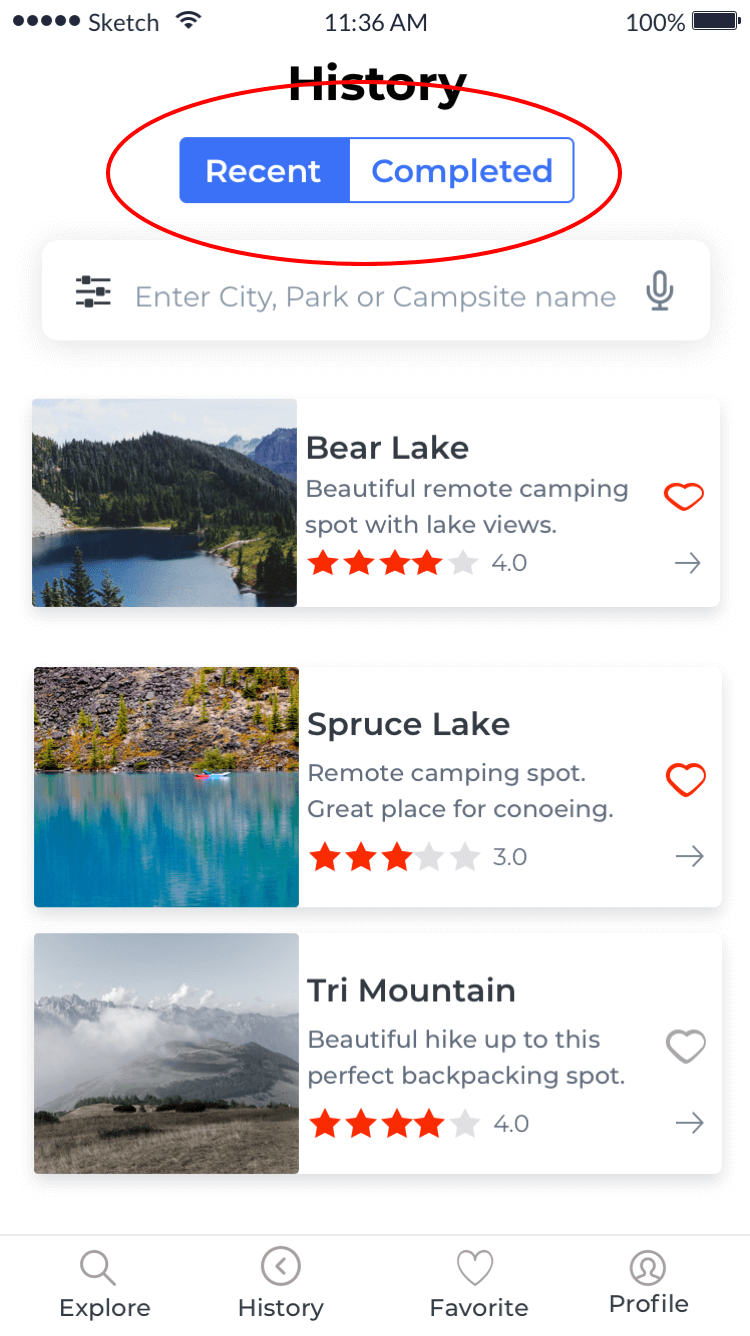 Sketch 11:36 AM 100%
History
Recent Completed
Enter City, Park or Campsite name
Bear Lake
Beautiful remote camping
spot with lake views.
4.0
Spruce Lake
Remote camping spot.
Great place for conoeing.
3.0
Tri Mountain
Beautiful hike up to this
perfect backpacking spot.
4.0
Explore History Favorite Profile